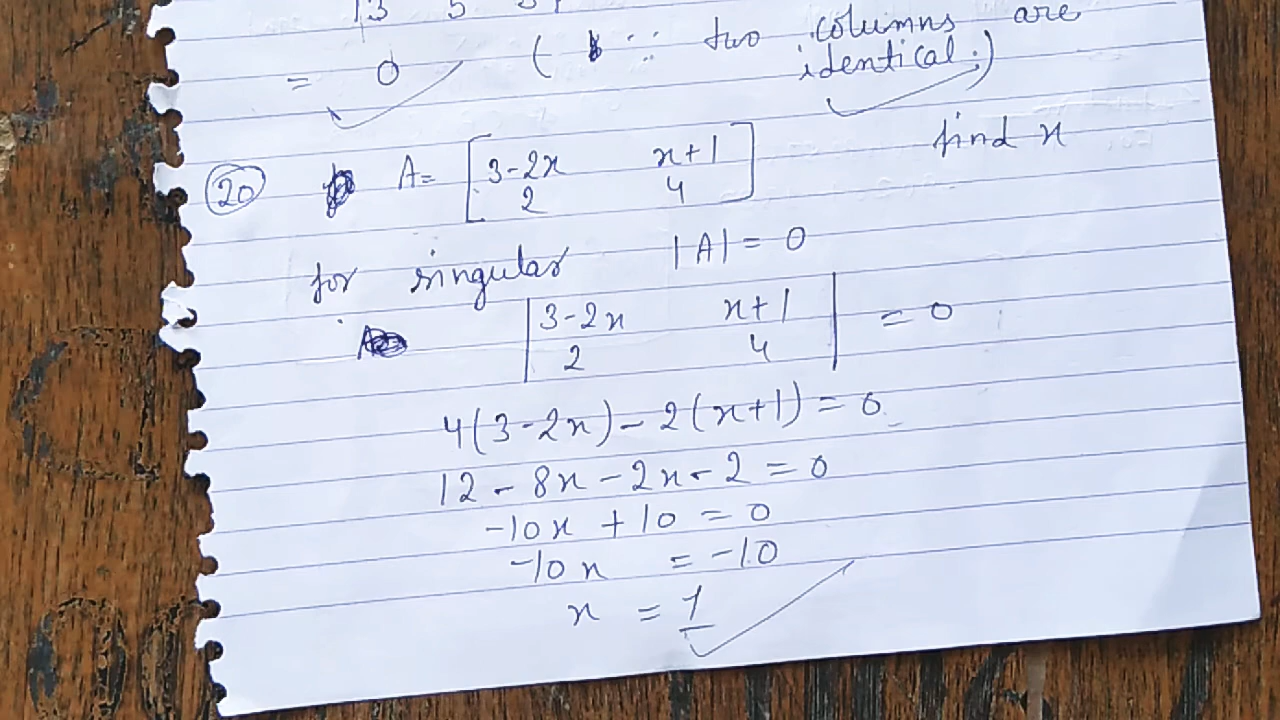 13 5
= 0 ( ∵ two columns are
identical.)
20 A = [ 3-2x x+1
2 4 ] find x
for singular |A| = 0
| 3-2x x+1 | = 0
| 2 4 |
4(3-2x) - 2(x+1) = 0
12 - 8x - 2x - 2 = 0
-10x + 10 = 0
-10x = -10
x = 1